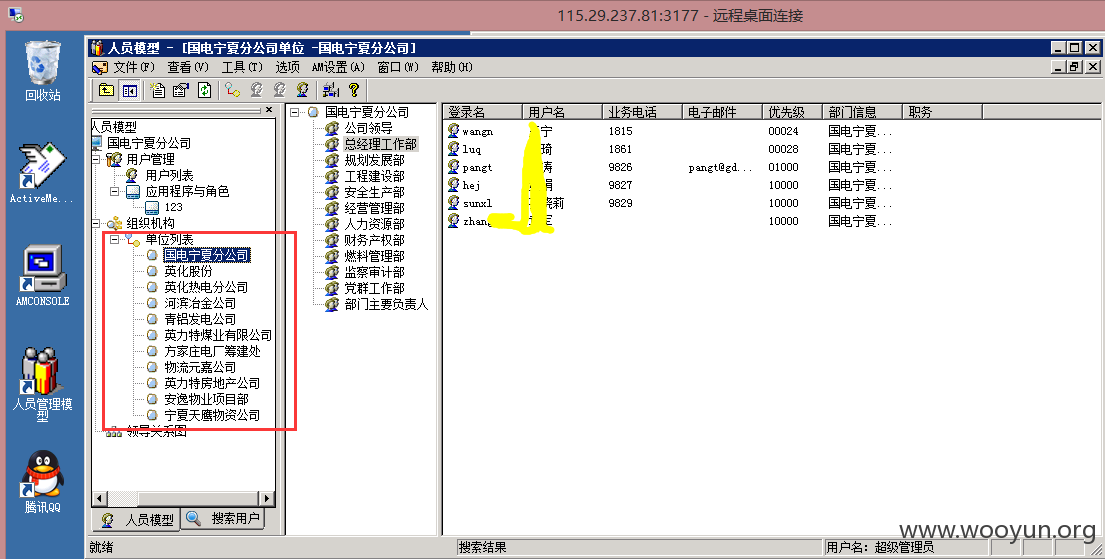 115.29.237.81:3177 - 远程桌面连接
回收站
ActiveMe...
AMCONSOLE
人员管理模型
腾讯QQ
人员模型 - [国电宁夏分公司单位 -国电宁夏分公司]
文件(F) 查看(V) 工具(T) 选项 AM设置(A) 窗口(W) 帮助(H)
人员模型
国电宁夏分公司
用户管理
用户列表
应用程序与角色
123
组织机构
单位列表
国电宁夏分公司
英化股份
英化热电分公司
河滨冶金公司
青铝发电公司
英力特煤业有限公司
方家庄电厂筹建处
物流元嘉公司
英力特房地产公司
安逸物业项目部
宁夏天鹰物资公司
领导关系图
人员模型 搜索用户
国电宁夏分公司
公司领导
总经理工作部
规划发展部
工程建设部
安全生产部
经营管理部
人力资源部
财务产权部
燃料管理部
监察审计部
党群工作部
部门主要负责人
登录名 用户名 业务电话 电子邮件 优先级 部门信息 职务
wangn 宁 1815 00024 国电宁夏...
luq 琦 1861 00028 国电宁夏...
pangt 涛 9826 pangt@gd... 01000 国电宁夏...
hej 娟 9827 10000 国电宁夏...
sunxl 晓莉 9829 10000 国电宁夏...
zhang 军 10000 国电宁夏...
就绪 搜索结果 用户名: 超级管理员
www.wooyun.org